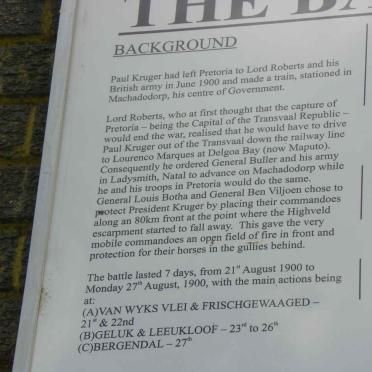 THE BA
BACKGROUND
Paul Kruger had left Pretoria to Lord Roberts and his
British army in June 1900 and made a train, stationed in
Machadodorp, his centre of Government.
Lord Roberts, who at first thought that the capture of
Pretoria – being the Capital of the Transvaal Republic –
would end the war, realised that he would have to drive
Paul Kruger out of the Transvaal down the railway line
to Lourenco Marques at Delgoa Bay (now Maputo).
Consequently he ordered General Buller and his army
in Ladysmith, Natal to advance on Machadodorp while
he and his troops in Pretoria would do the same.
General Louis Botha and General Ben Viljoen chose to
protect President Kruger by placing their commandoes
along an 80km front at the point where the Highveld
escarpment started to fall away. This gave the very
mobile commandoes an open field of fire in front and
protection for their horses in the gullies behind.
The battle lasted 7 days, from 21st August 1900 to
Monday 27th August, 1900, with the main actions being
at:
(A)VAN WYKS VLEI & FRISCHGEWAAGED –
21st & 22nd
(B)GELUK & LEEUKLOOF – 23rd to 26th
(C)BERGENDAL – 27th